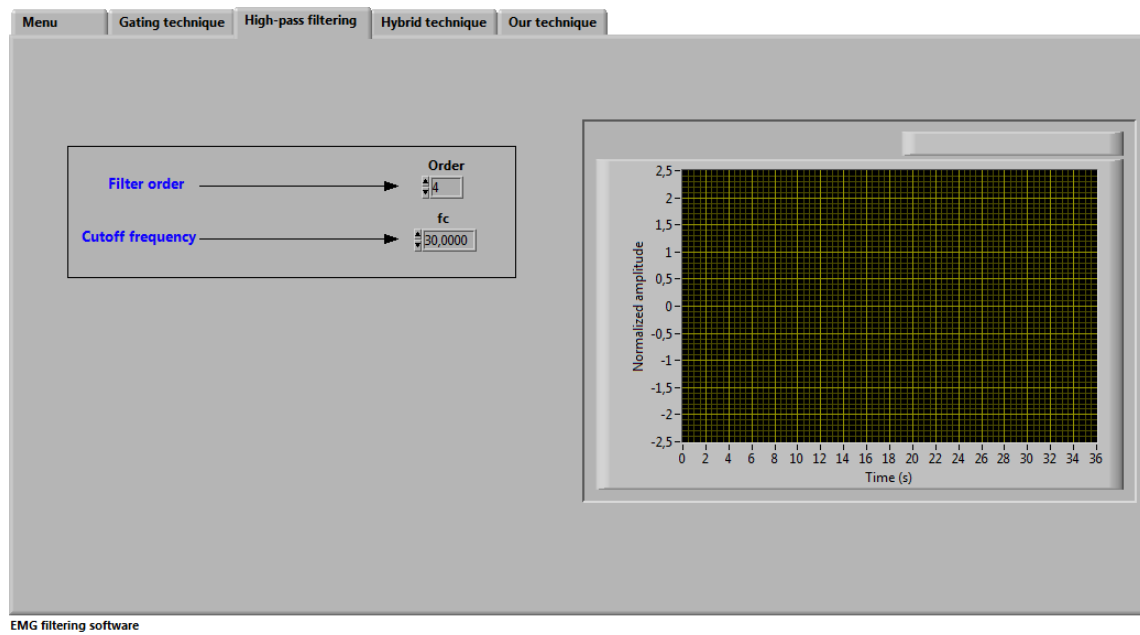 Menu Gating technique High-pass filtering Hybrid technique Our technique
Order
Filter order 4
fc
Cutoff frequency 30,0000
2,5
2
1,5
1
0,5
0
-0,5
-1
-1,5
-2
-2,5
Normalized amplitude
0 2 4 6 8 10 12 14 16 18 20 22 24 26 28 30 32 34 36
Time (s)
EMG filtering software